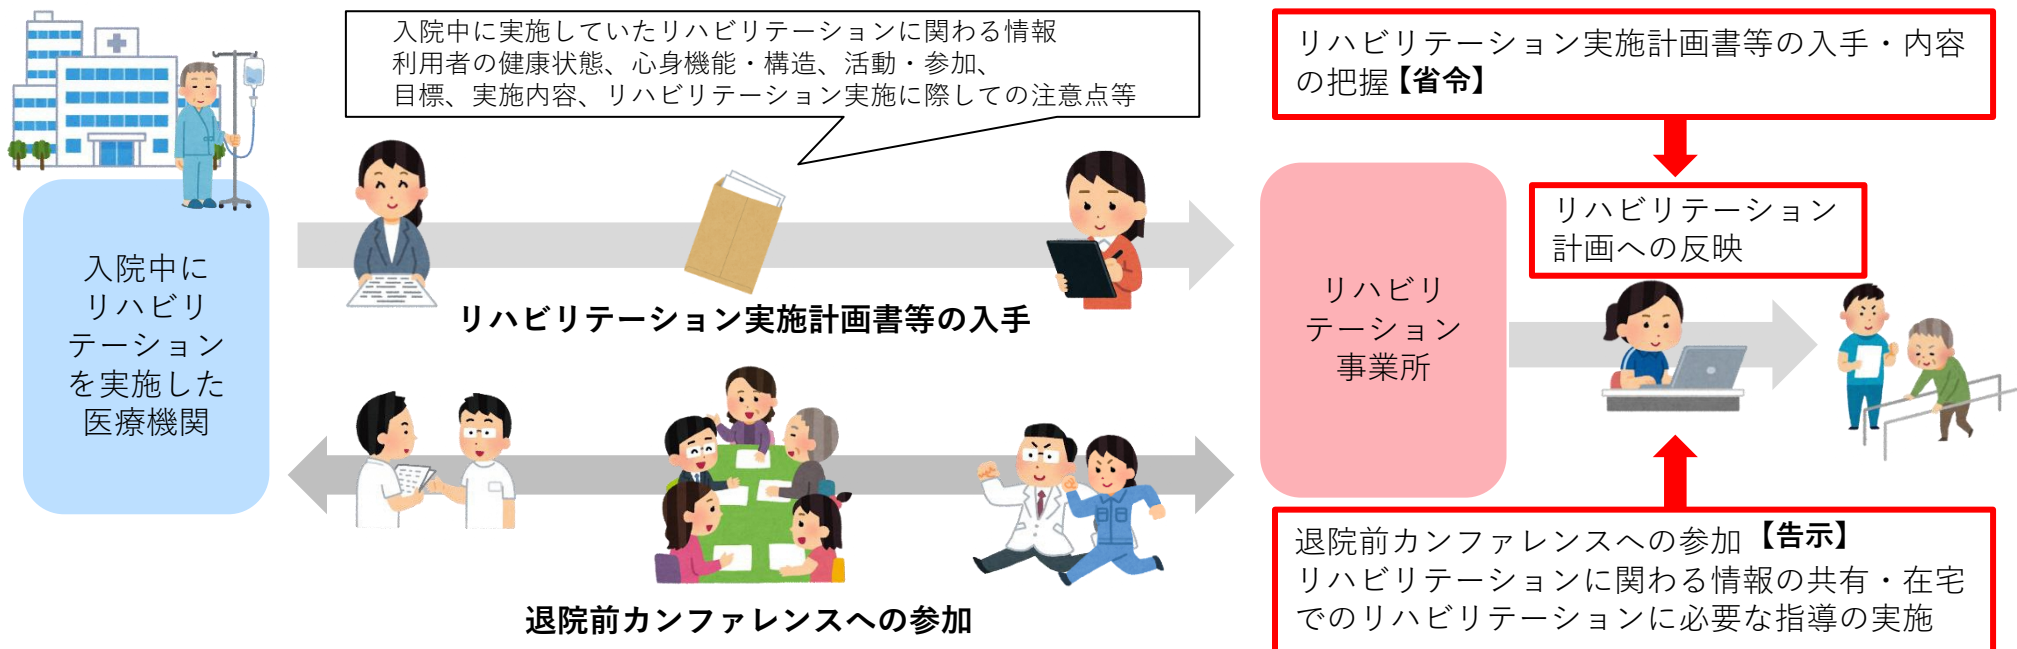 入院中に実施していたリハビリテーションに関わる情報
利用者の健康状態、心身機能・構造、活動・参加、
目標、実施内容、リハビリテーション実施に際しての注意点等
リハビリテーション実施計画書等の入手・内容
の把握【省令】
入院中に
リハビリ
テーション
を実施した
医療機関
リハビリテーション実施計画書等の入手
リハビリ
テーション
事業所
リハビリテーション
計画への反映
退院前カンファレンスへの参加
退院前カンファレンスへの参加【告示】
リハビリテーションに関わる情報の共有・在宅
でのリハビリテーションに必要な指導の実施